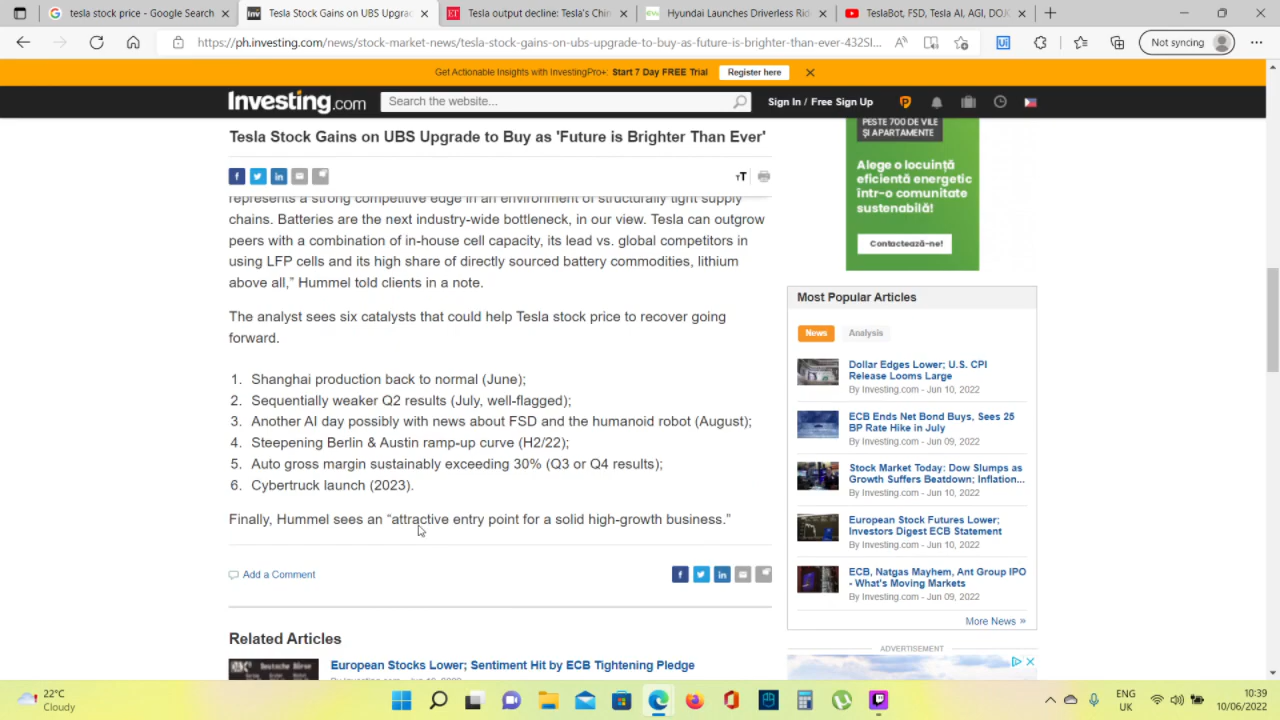 tesla stock price - Google Search
Tesla Stock Gains on UBS Upgrad
Tesla output decline: Tesla's Chin
Hyundai Launches Driverless Rid
TeslaBot, FSD, Tesla AI, AGI, DOJO
https://ph.investing.com/news/stock-market-news/tesla-stock-gains-on-ubs-upgrade-to-buy-as-future-is-brighter-than-ever-432SI...
Not syncing
Get Actionable Insights with InvestingPro+: Start 7 Day FREE Trial
Register here
Investing.com
Search the website...
Sign In / Free Sign Up
Tesla Stock Gains on UBS Upgrade to Buy as 'Future is Brighter Than Ever'
represents a strong competitive edge in an environment of structurally tight supply
chains. Batteries are the next industry-wide bottleneck, in our view. Tesla can outgrow
peers with a combination of in-house cell capacity, its lead vs. global competitors in
using LFP cells and its high share of directly sourced battery commodities, lithium
above all,” Hummel told clients in a note.
The analyst sees six catalysts that could help Tesla stock price to recover going
forward.
1. Shanghai production back to normal (June);
2. Sequentially weaker Q2 results (July, well-flagged);
3. Another AI day possibly with news about FSD and the humanoid robot (August);
4. Steepening Berlin & Austin ramp-up curve (H2/22);
5. Auto gross margin sustainably exceeding 30% (Q3 or Q4 results);
6. Cybertruck launch (2023).
Finally, Hummel sees an “attractive entry point for a solid high-growth business.”
Add a Comment
Related Articles
European Stocks Lower; Sentiment Hit by ECB Tightening Pledge
PESTE 700 DE VILE
ȘI APARTAMENTE
Alege o locuință
eficientă energetic
într-o comunitate
sustenabilă!
Contactează-ne!
Most Popular Articles
News
Analysis
Dollar Edges Lower; U.S. CPI
Release Looms Large
By Investing.com - Jun 10, 2022
ECB Ends Net Bond Buys, Sees 25
BP Rate Hike in July
By Investing.com - Jun 09, 2022
Stock Market Today: Dow Slumps as
Growth Suffers Beatdown; Inflation...
By Investing.com - Jun 10, 2022
European Stock Futures Lower;
Investors Digest ECB Statement
By Investing.com - Jun 10, 2022
ECB, Natgas Mayhem, Ant Group IPO
- What's Moving Markets
By Investing.com - Jun 09, 2022
More News »
ADVERTISEMENT
22°C
Cloudy
ENG
UK
10:39
10/06/2022